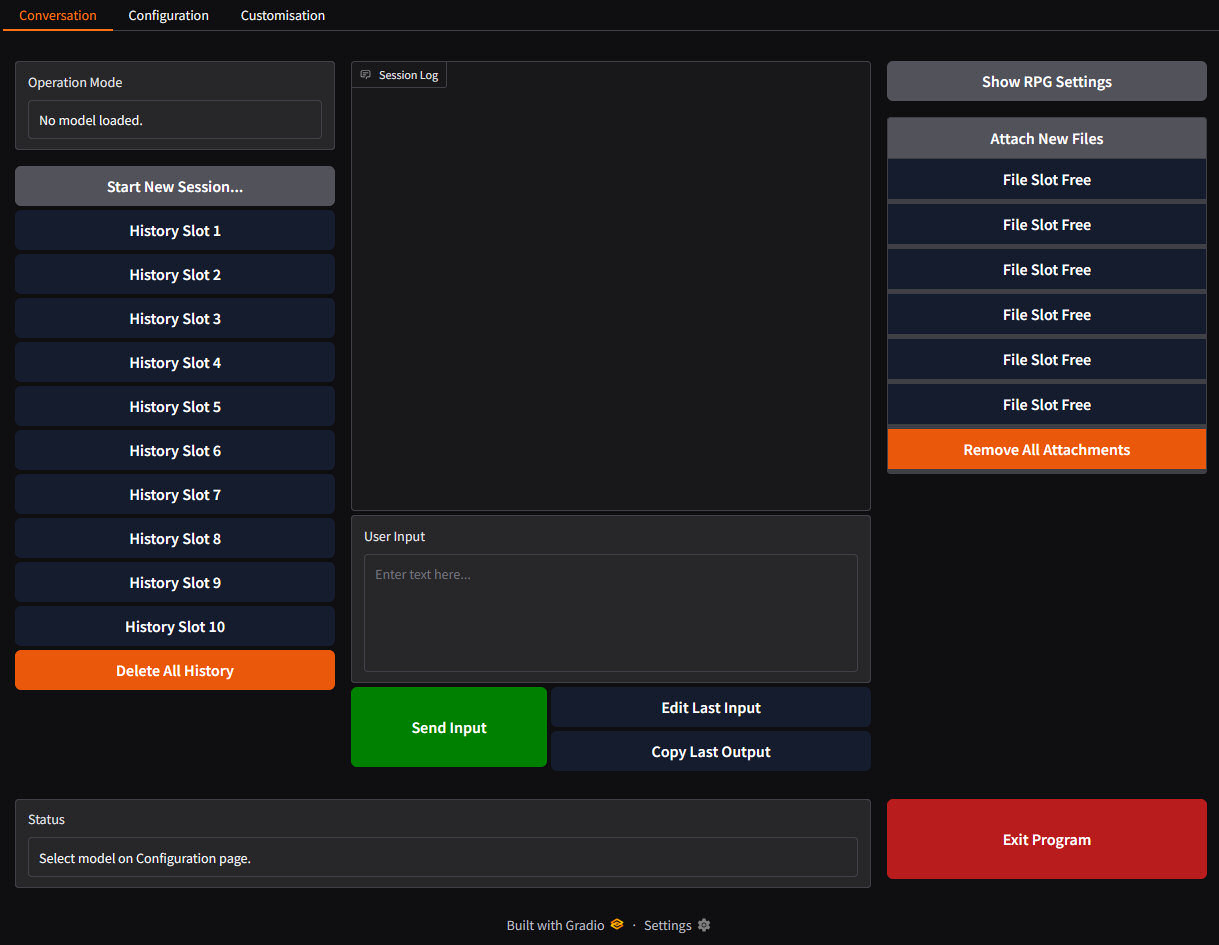 Conversation
Configuration
Customisation
Operation Mode
No model loaded.
Start New Session...
History Slot 1
History Slot 2
History Slot 3
History Slot 4
History Slot 5
History Slot 6
History Slot 7
History Slot 8
History Slot 9
History Slot 10
Delete All History
Session Log
User Input
Enter text here...
Send Input
Edit Last Input
Copy Last Output
Show RPG Settings
Attach New Files
File Slot Free
File Slot Free
File Slot Free
File Slot Free
File Slot Free
File Slot Free
Remove All Attachments
Status
Select model on Configuration page.
Exit Program
Built with Gradio · Settings